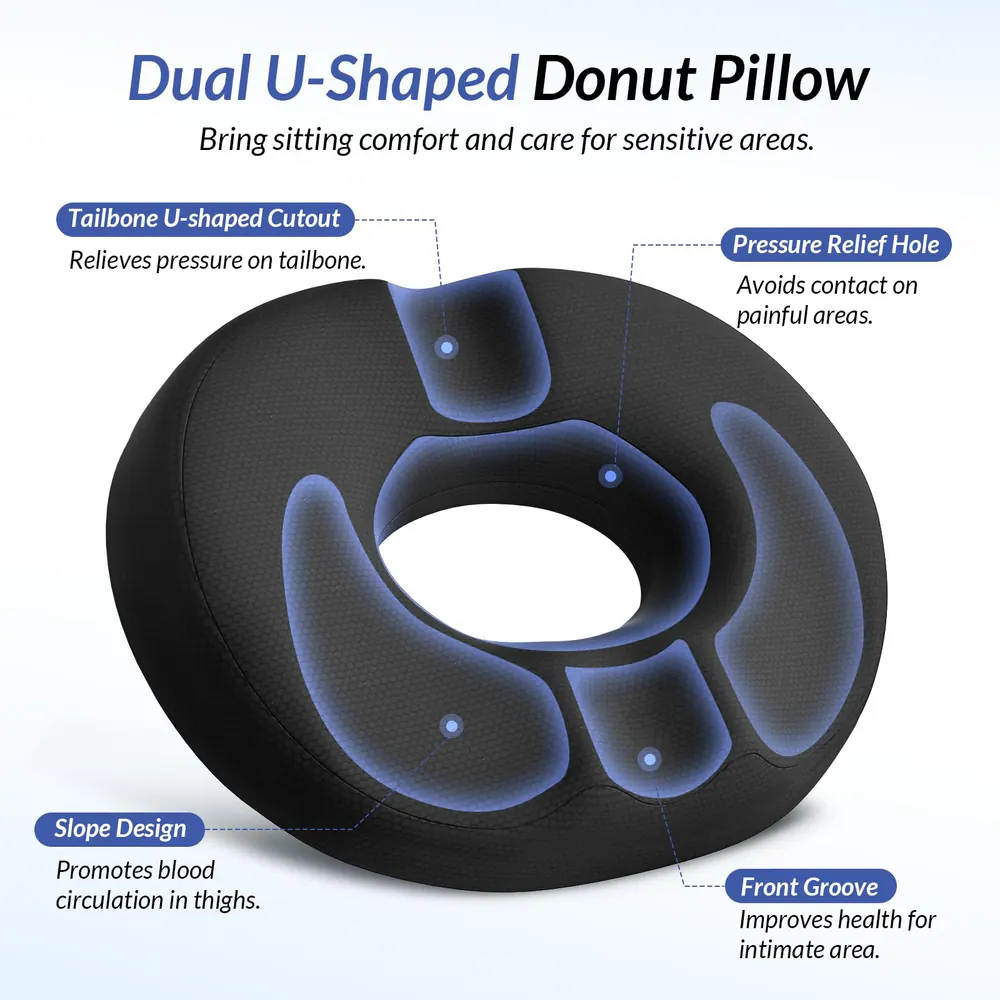 Dual U-Shaped Donut Pillow
Bring sitting comfort and care for sensitive areas.
Tailbone U-shaped Cutout
Relieves pressure on tailbone.
Pressure Relief Hole
Avoids contact on
painful areas.
Slope Design
Promotes blood
circulation in thighs.
Front Groove
Improves health for
intimate area.